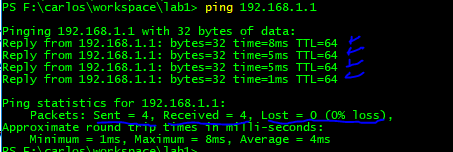 PS F:\carlos\workspace\lab1> ping 192.168.1.1
Pinging 192.168.1.1 with 32 bytes of data:
Reply from 192.168.1.1: bytes=32 time=8ms TTL=64
Reply from 192.168.1.1: bytes=32 time=5ms TTL=64
Reply from 192.168.1.1: bytes=32 time=5ms TTL=64
Reply from 192.168.1.1: bytes=32 time=1ms TTL=64
Ping statistics for 192.168.1.1:
Packets: Sent = 4, Received = 4, Lost = 0 (0% loss),
Approximate round trip times in milli-seconds:
Minimum = 1ms, Maximum = 8ms, Average = 4ms
PS F:\carlos\workspace\lab1>